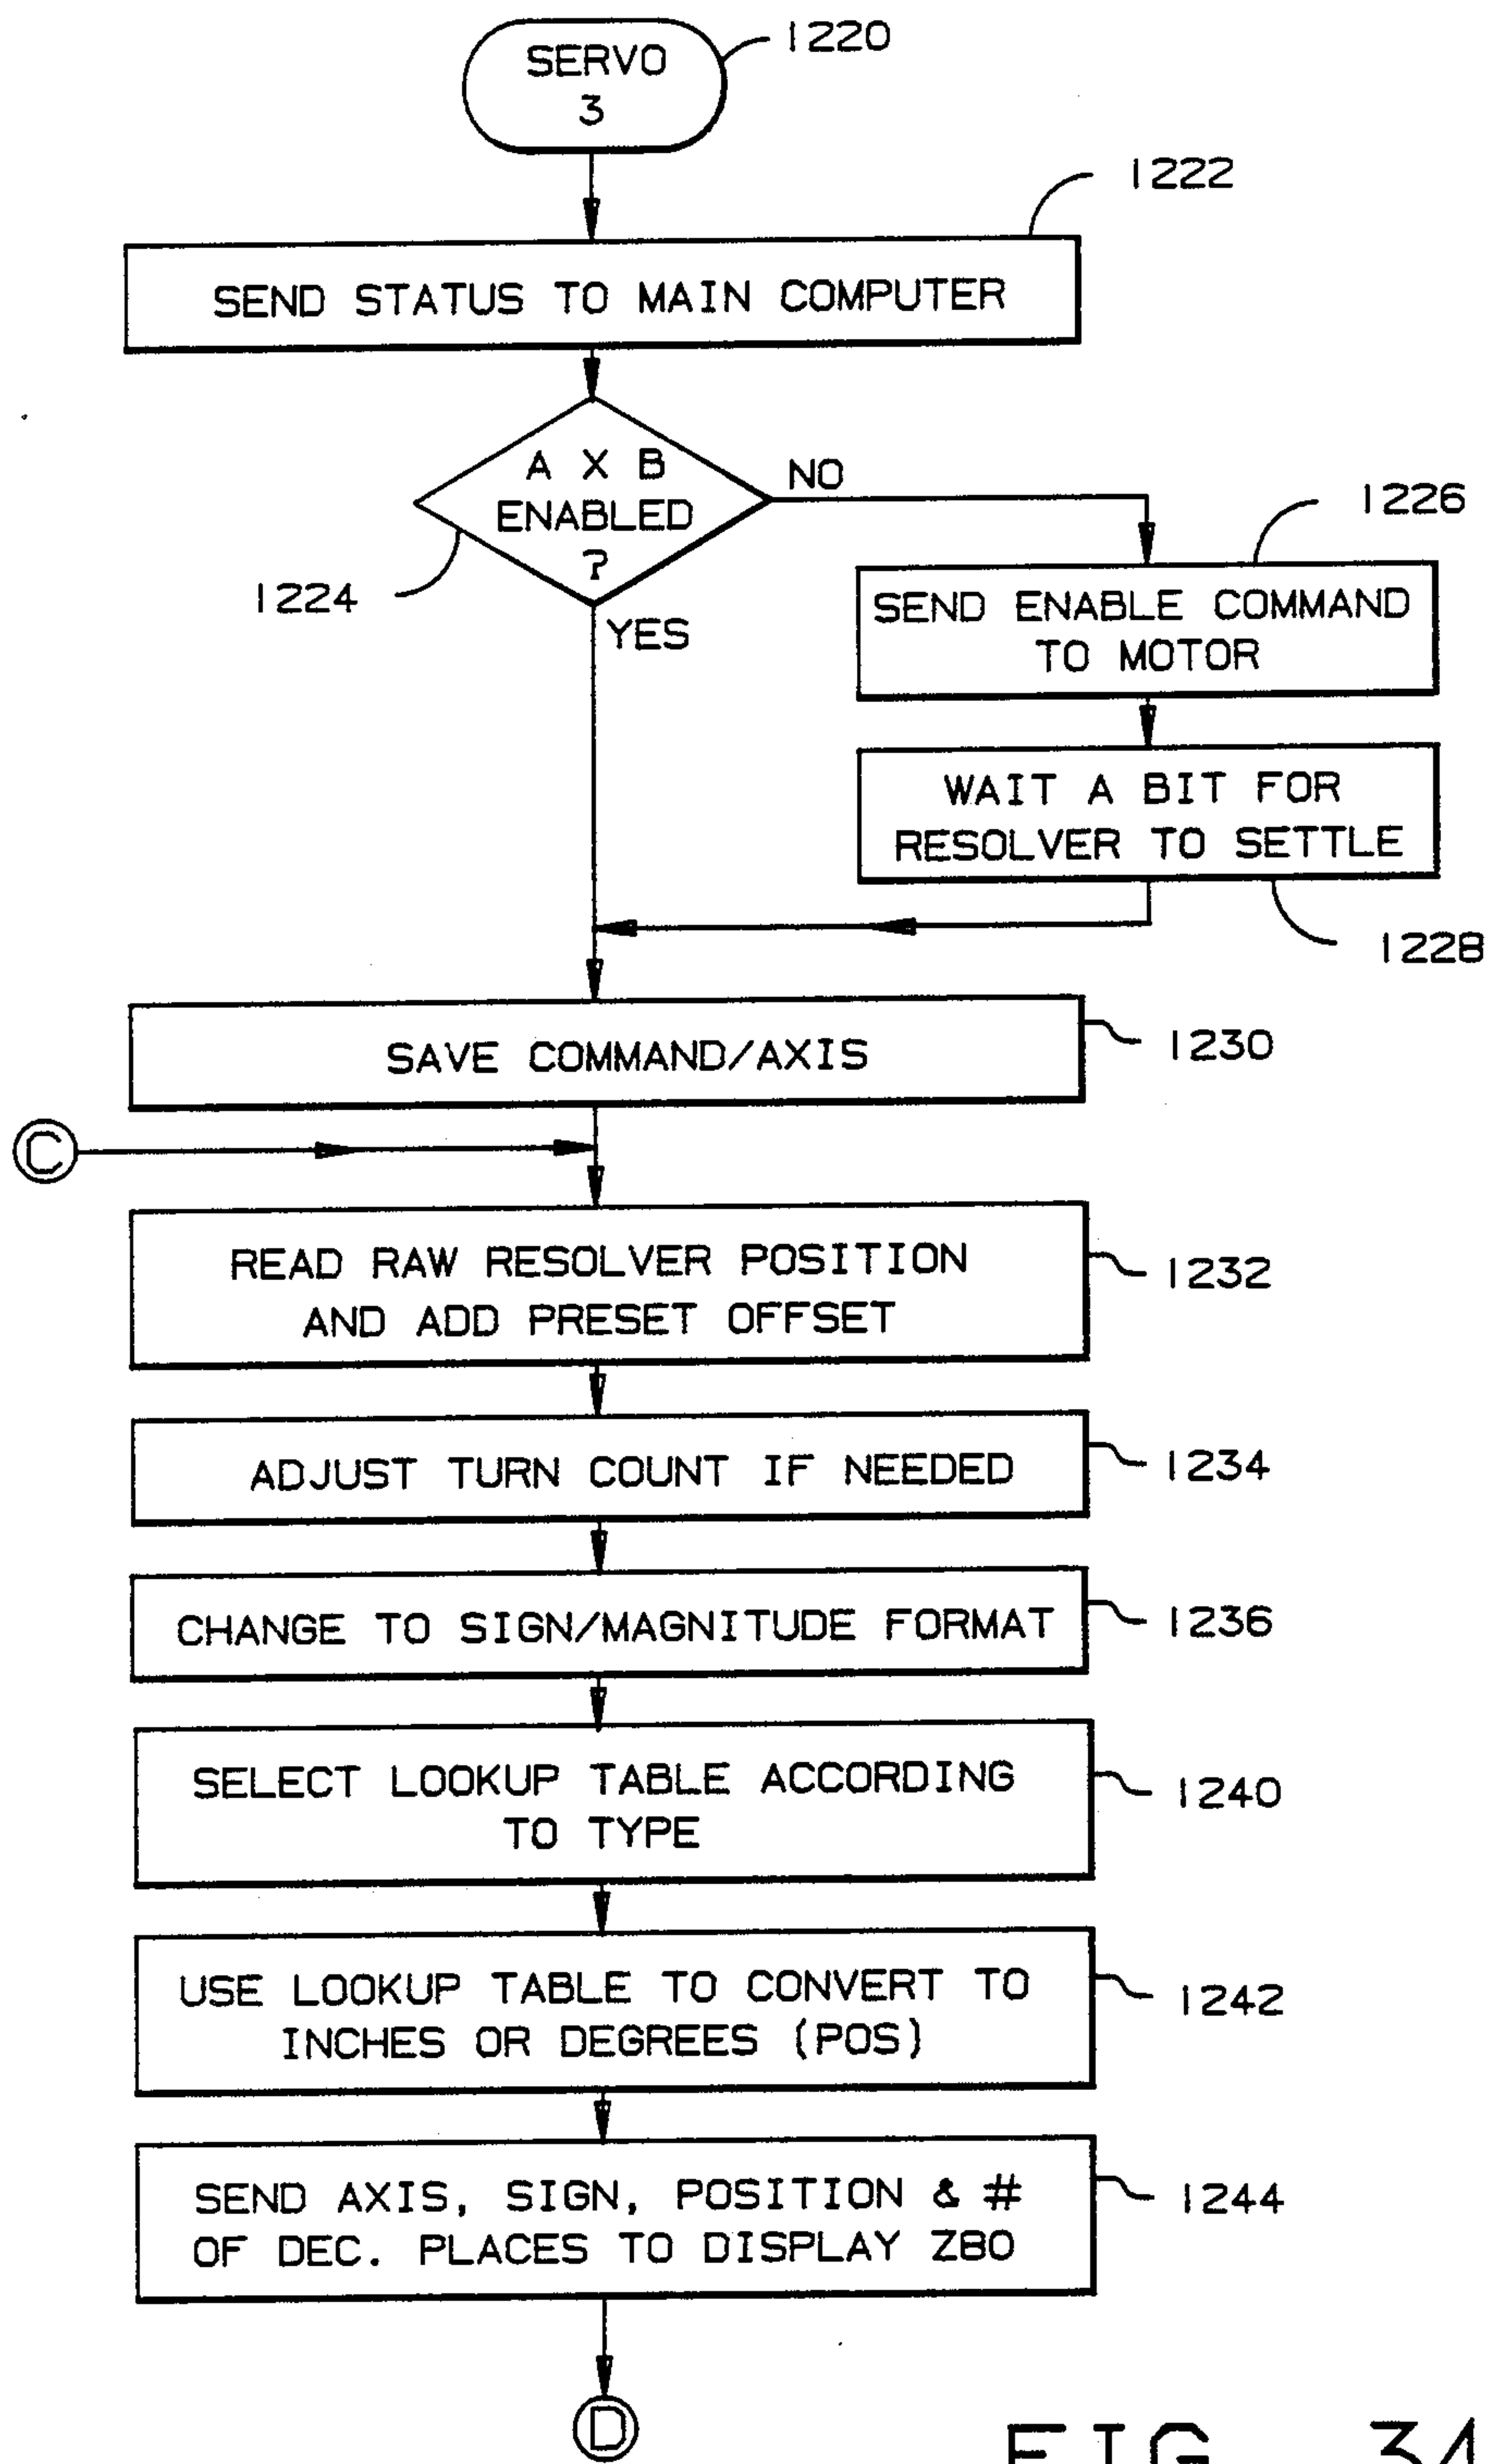 SERVO
3
1220
1222
SEND STATUS TO MAIN COMPUTER
A X B
ENABLED
?
NO
1224
YES
1226
SEND ENABLE COMMAND
TO MOTOR
WAIT A BIT FOR
RESOLVER TO SETTLE
1228
SAVE COMMAND/AXIS
1230
C
READ RAW RESOLVER POSITION
AND ADD PRESET OFFSET
1232
ADJUST TURN COUNT IF NEEDED
1234
CHANGE TO SIGN/MAGNITUDE FORMAT
1236
SELECT LOOKUP TABLE ACCORDING
TO TYPE
1240
USE LOOKUP TABLE TO CONVERT TO
INCHES OR DEGREES (POS)
1242
SEND AXIS, SIGN, POSITION & #
OF DEC. PLACES TO DISPLAY Z80
1244
D
FIG. 34